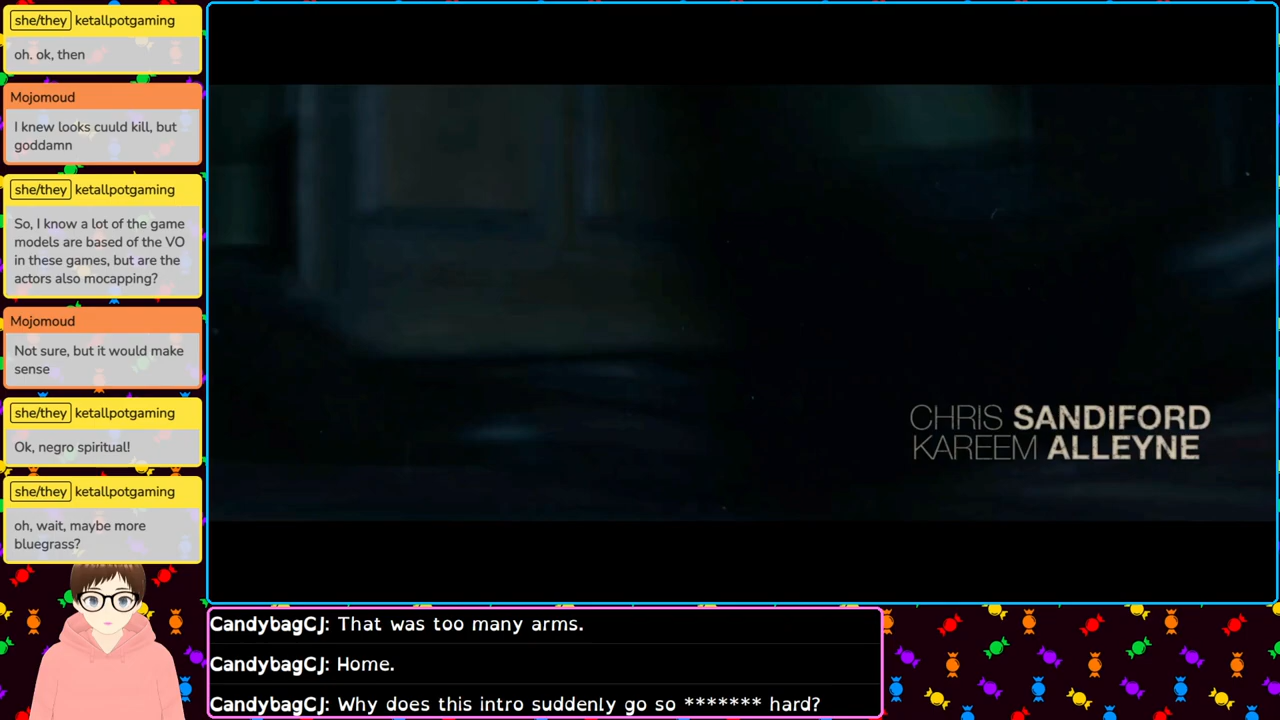 she/they ketallpotgaming
oh. ok, then
Mojomoud
I knew looks cuuld kill, but
goddamn
she/they ketallpotgaming
So, I know a lot of the game
models are based of the VO
in these games, but are the
actors also mocapping?
Mojomoud
Not sure, but it would make
sense
she/they ketallpotgaming
Ok, negro spiritual!
she/they ketallpotgaming
oh, wait, maybe more
bluegrass?
CHRIS SANDIFORD
KAREEM ALLEYNE
CandybagCJ: That was too many arms.
CandybagCJ: Home.
CandybagCJ: Why does this intro suddenly go so ******* hard?